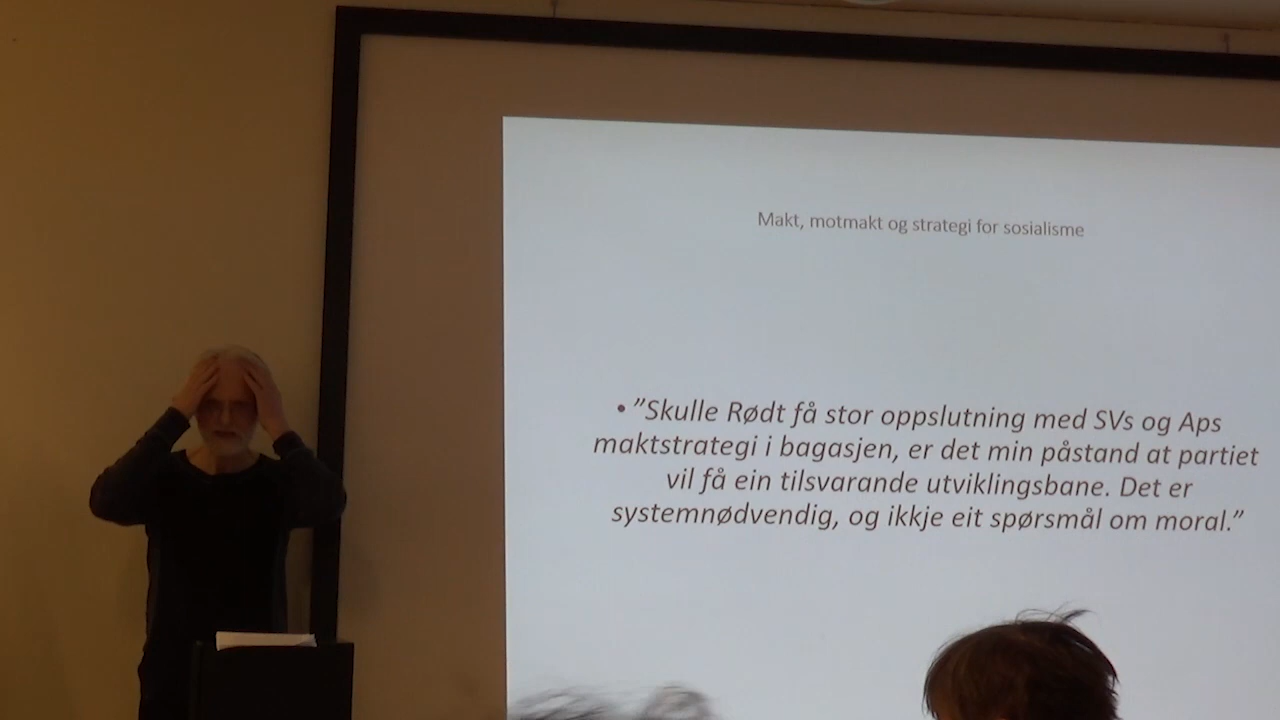 Makt, motmakt og strategi for sosialisme
• ”Skulle Rødt få stor oppslutning med SVs og Aps
maktstrategi i bagasjen, er det min påstand at partiet
vil få ein tilsvarande utviklingsbane. Det er
systemnødvendig, og ikkje eit spørsmål om moral.”